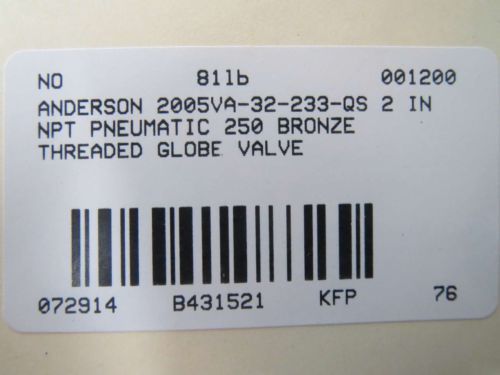 NO 81lb 001200
ANDERSON 2005VA-32-233-QS 2 IN
NPT PNEUMATIC 250 BRONZE
THREADED GLOBE VALVE
072914 B431521 KFP 76